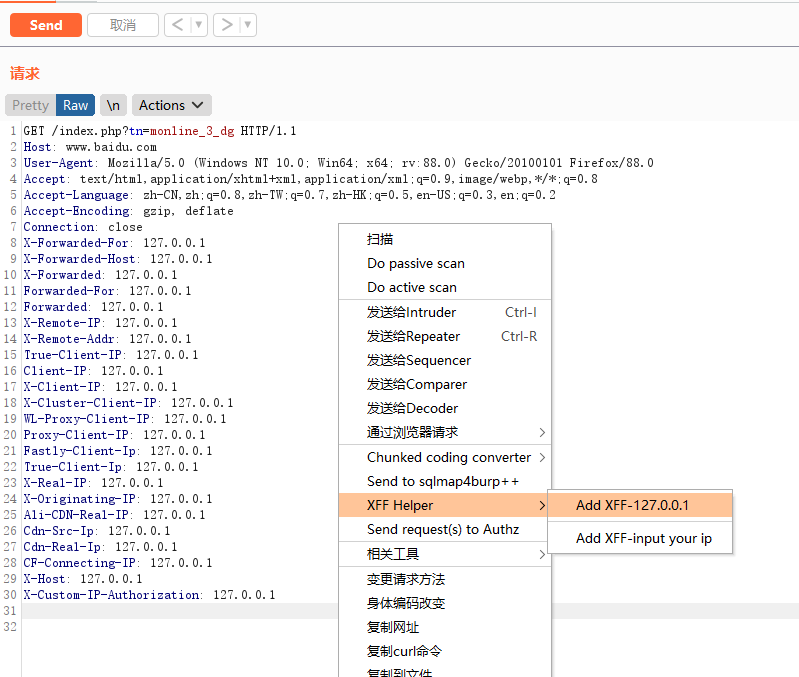 Send 取消 < ▼ > ▼
请求
Pretty Raw \n Actions
1 GET /index.php?tn=monline_3_dg HTTP/1.1
2 Host: www.baidu.com
3 User-Agent: Mozilla/5.0 (Windows NT 10.0; Win64; x64; rv:88.0) Gecko/20100101 Firefox/88.0
4 Accept: text/html,application/xhtml+xml,application/xml;q=0.9,image/webp,*/*;q=0.8
5 Accept-Language: zh-CN,zh;q=0.8,zh-TW;q=0.7,zh-HK;q=0.5,en-US;q=0.3,en;q=0.2
6 Accept-Encoding: gzip, deflate
7 Connection: close
8 X-Forwarded-For: 127.0.0.1
9 X-Forwarded-Host: 127.0.0.1
10 X-Forwarded: 127.0.0.1
11 Forwarded-For: 127.0.0.1
12 Forwarded: 127.0.0.1
13 X-Remote-IP: 127.0.0.1
14 X-Remote-Addr: 127.0.0.1
15 True-Client-IP: 127.0.0.1
16 Client-IP: 127.0.0.1
17 X-Client-IP: 127.0.0.1
18 X-Cluster-Client-IP: 127.0.0.1
19 WL-Proxy-Client-IP: 127.0.0.1
20 Proxy-Client-IP: 127.0.0.1
21 Fastly-Client-Ip: 127.0.0.1
22 True-Client-Ip: 127.0.0.1
23 X-Real-IP: 127.0.0.1
24 X-Originating-IP: 127.0.0.1
25 Ali-CDN-Real-IP: 127.0.0.1
26 Cdn-Src-Ip: 127.0.0.1
27 Cdn-Real-Ip: 127.0.0.1
28 CF-Connecting-IP: 127.0.0.1
29 X-Host: 127.0.0.1
30 X-Custom-IP-Authorization: 127.0.0.1
31
32
扫描
Do passive scan
Do active scan
发送给Intruder Ctrl-I
发送给Repeater Ctrl-R
发送给Sequencer
发送给Comparer
发送给Decoder
通过浏览器请求 >
Chunked coding converter >
Send to sqlmap4burp++
XFF Helper >
Send request(s) to Authz
相关工具 >
变更请求方法
身体编码改变
复制网址
复制curl命令
复制到文件
Add XFF-127.0.0.1
Add XFF-input your ip